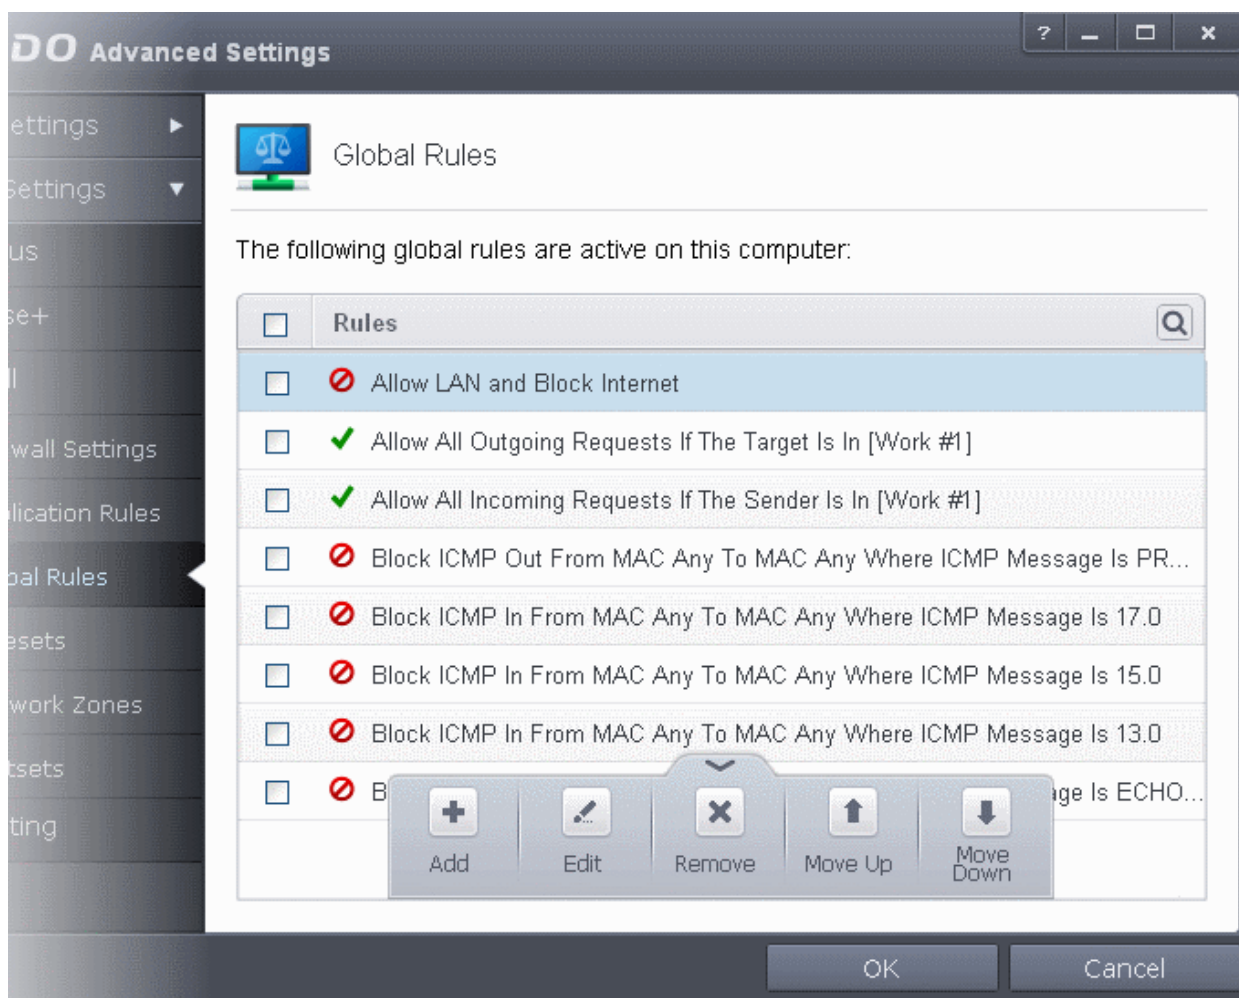 DO Advanced Settings
?
ettings
Settings
us
se+
ll
wall Settings
lication Rules
bal Rules
esets
work Zones
tsets
ting
Global Rules
The following global rules are active on this computer:
Rules
Allow LAN and Block Internet
Allow All Outgoing Requests If The Target Is In [Work #1]
Allow All Incoming Requests If The Sender Is In [Work #1]
Block ICMP Out From MAC Any To MAC Any Where ICMP Message Is PR...
Block ICMP In From MAC Any To MAC Any Where ICMP Message Is 17.0
Block ICMP In From MAC Any To MAC Any Where ICMP Message Is 15.0
Block ICMP In From MAC Any To MAC Any Where ICMP Message Is 13.0
B age Is ECHO...
Add
Edit
Remove
Move Up
Move
Down
OK
Cancel